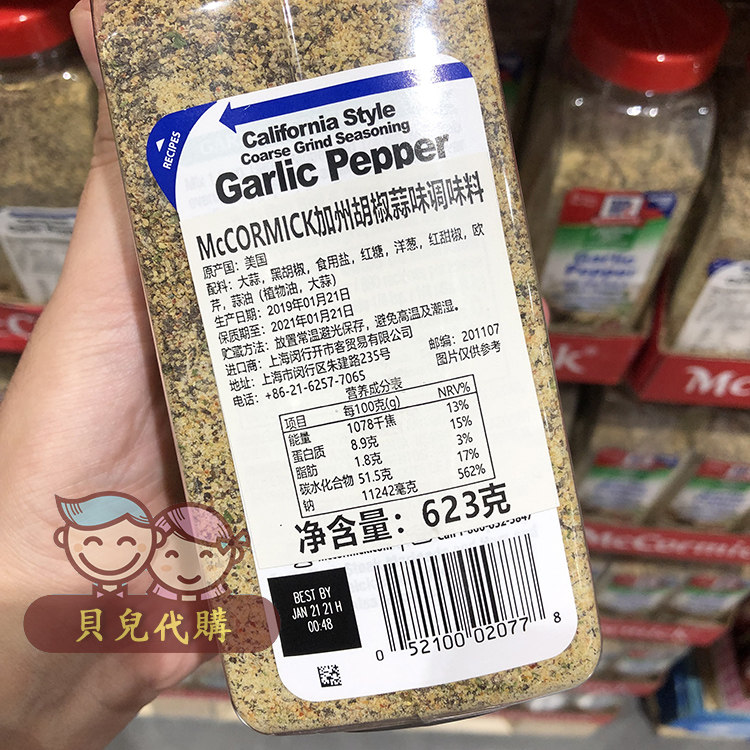 RECIPES
California Style
Coarse Grind Seasoning
Garlic Pepper
McCORMICK加州胡椒蒜味调味料
原产国：美国
配料：大蒜，黑胡椒，食用盐，红糖，洋葱，红甜椒，欧
芹，蒜油（植物油，大蒜）
生产日期：2019年01月21日
保质期至：2021年01月21日
贮藏方法：放置常温避光保存，避免高温及潮湿。
进口商：上海闵行开市客贸易有限公司
地址：上海市闵行区朱建路235号 邮编：201107
电话：+86-21-6257-7065 图片仅供参考
营养成分表
项目 每100克(g) NRV%
能量 1078千焦 13%
蛋白质 8.9克 15%
脂肪 1.8克 3%
碳水化合物 51.5克 17%
钠 11242毫克 562%
净含量：623克
BEST BY
JAN 21 21 H
00:48
0 52100 02077 8
貝兒代購
Garlic
Pepper
McCormick